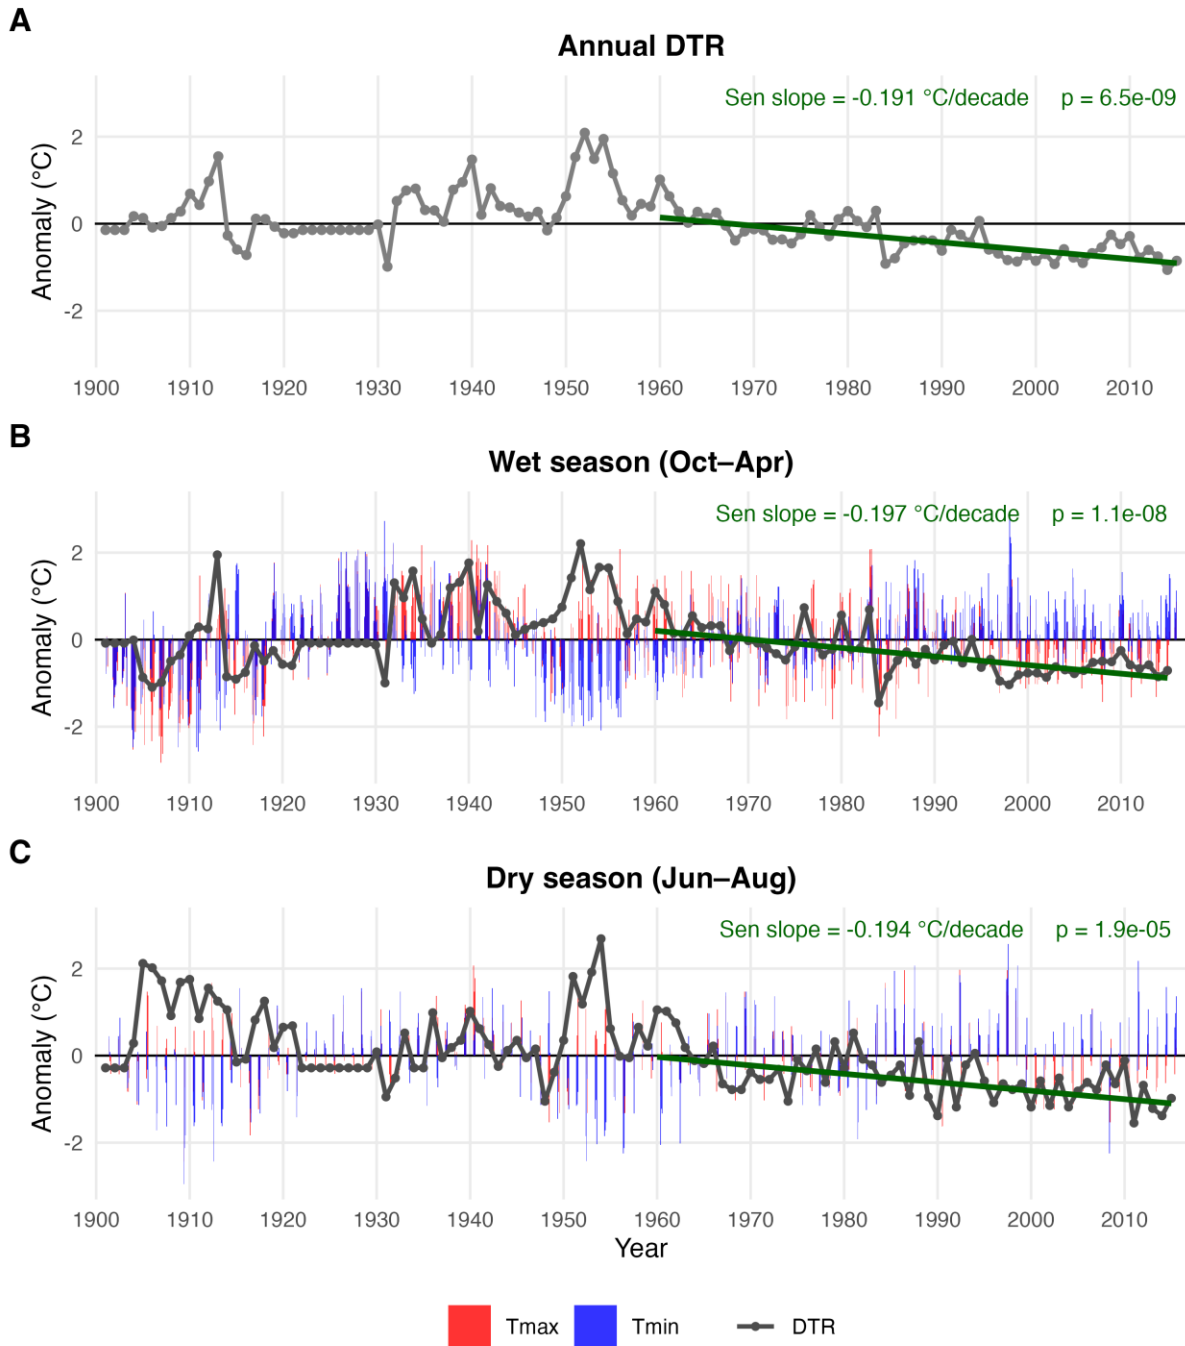 A
Annual DTR
Sen slope = -0.191 °C/decade p = 6.5e-09
Anomaly (°C)
2
0
-2
1900 1910 1920 1930 1940 1950 1960 1970 1980 1990 2000 2010
B
Wet season (Oct–Apr)
Sen slope = -0.197 °C/decade p = 1.1e-08
Anomaly (°C)
2
0
-2
1900 1910 1920 1930 1940 1950 1960 1970 1980 1990 2000 2010
C
Dry season (Jun–Aug)
Sen slope = -0.194 °C/decade p = 1.9e-05
Anomaly (°C)
2
0
-2
1900 1910 1920 1930 1940 1950 1960 1970 1980 1990 2000 2010
Year
Tmax Tmin DTR